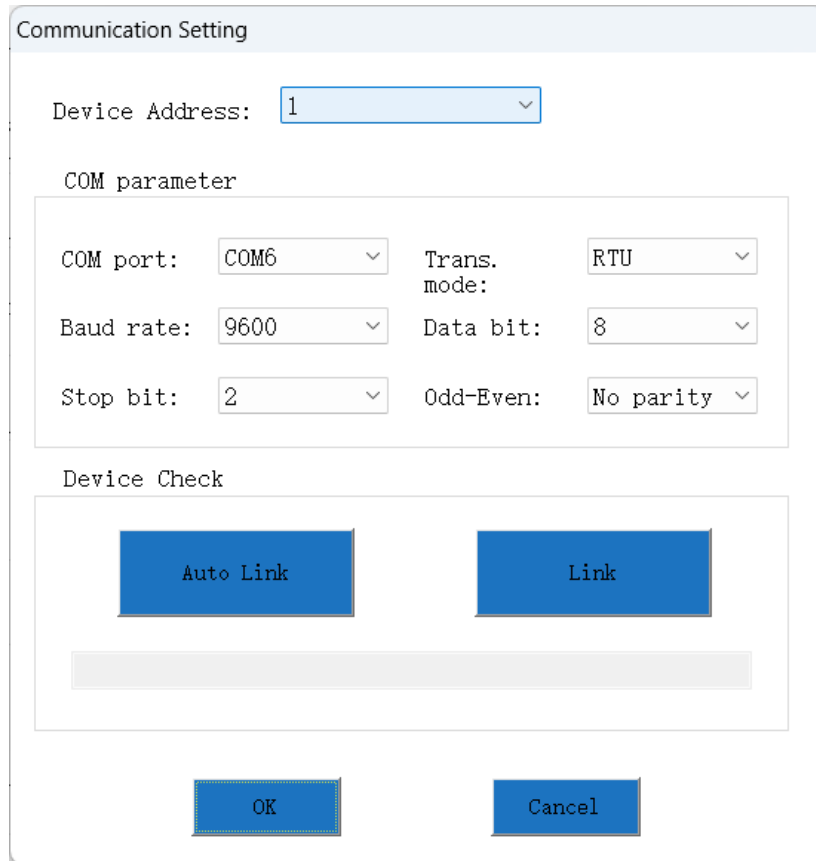 Communication Setting
Device Address: 1
COM parameter
COM port: COM6 Trans. mode: RTU
Baud rate: 9600 Data bit: 8
Stop bit: 2 Odd-Even: No parity
Device Check
Auto Link Link
OK Cancel